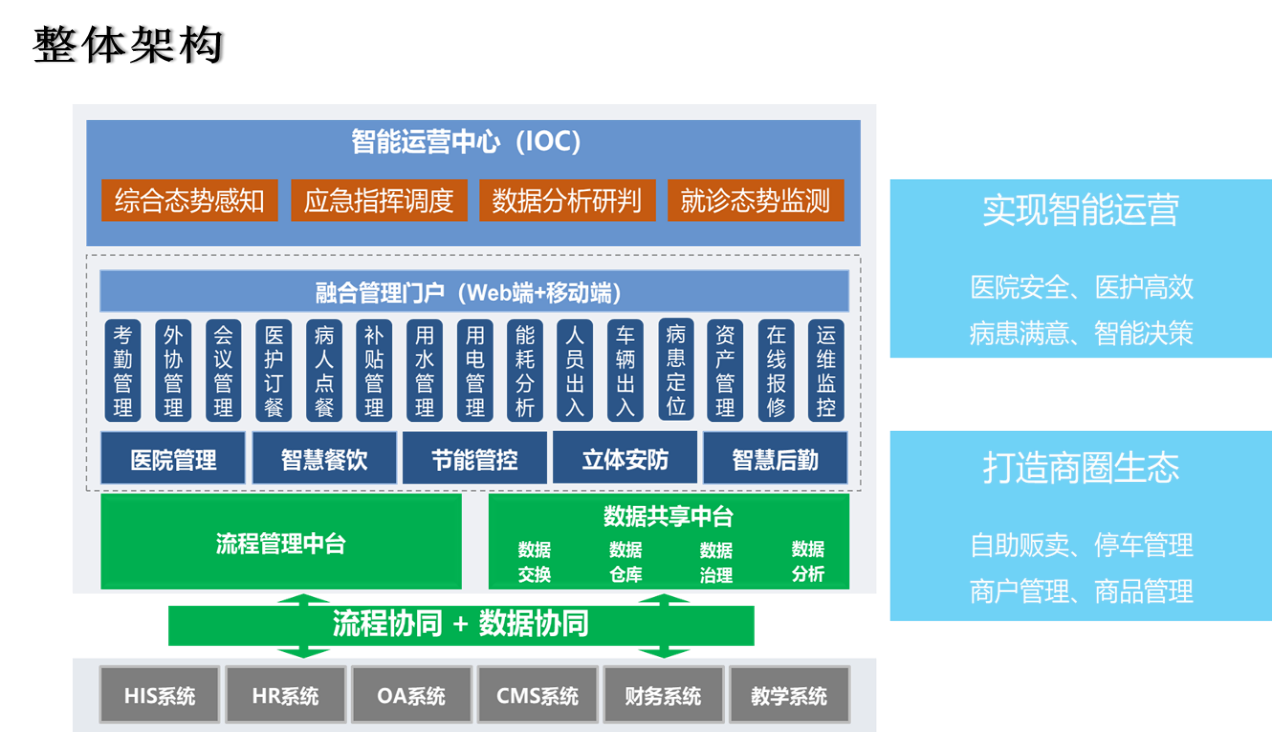 整体架构
智能运营中心（IOC）
综合态势感知
应急指挥调度
数据分析研判
就诊态势监测
融合管理门户（Web端+移动端）
考勤管理
外协管理
会议管理
医护订餐
病人点餐
补贴管理
用水管理
用电管理
能耗分析
人员出入
车辆出入
病患定位
资产管理
在线报修
运维监控
医院管理
智慧餐饮
节能管控
立体安防
智慧后勤
流程管理中台
数据共享中台
数据
交换
数据
仓库
数据
治理
数据
分析
流程协同 + 数据协同
HIS系统
HR系统
OA系统
CMS系统
财务系统
教学系统
实现智能运营
医院安全、医护高效
病患满意、智能决策
打造商圈生态
自助贩卖、停车管理
商户管理、商品管理